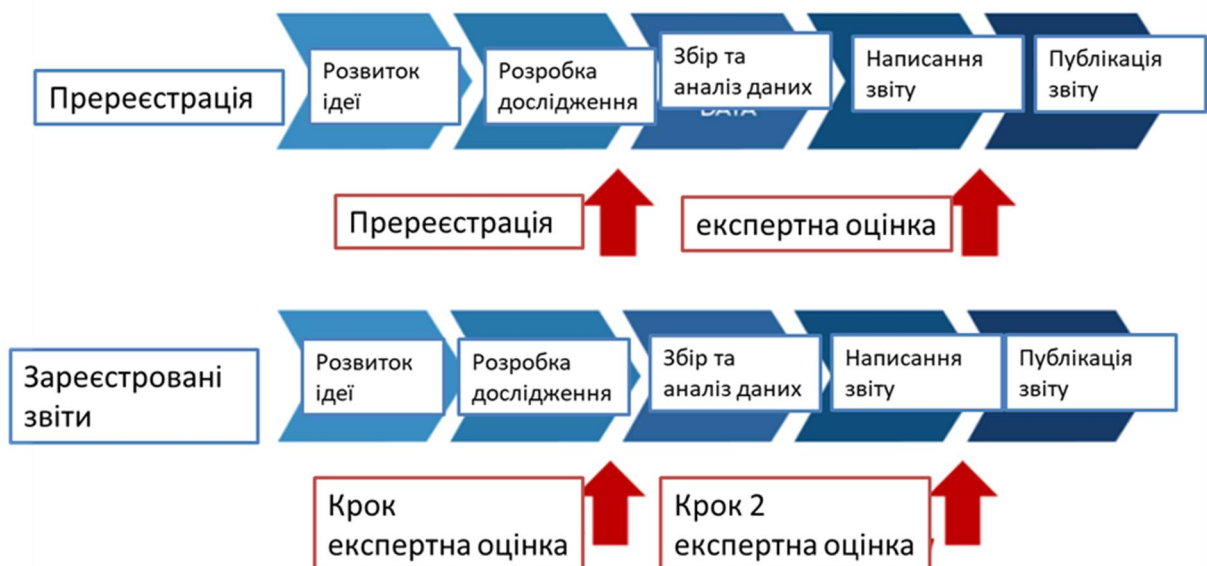 Пререєстрація
Розвиток
ідеї
Розробка
дослідження
Збір та
аналіз даних
DATA
Написання
звіту
Публікація
звіту
Пререєстрація
експертна оцінка
Зареєстровані
звіти
Розвиток
ідеї
Розробка
дослідження
Збір та
аналіз даних
Написання
звіту
Публікація
звіту
Крок
експертна оцінка
Крок 2
експертна оцінка